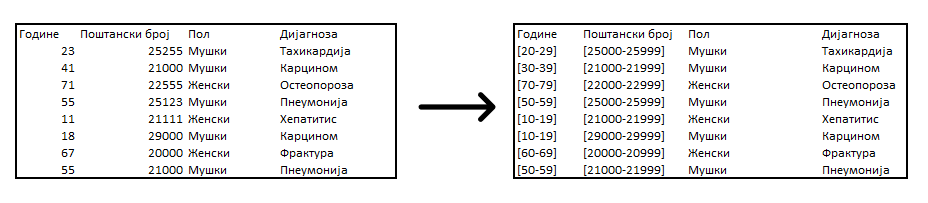 Године Поштански број Пол Дијагноза
23 25255 Мушки Тахикардија
41 21000 Мушки Карцином
71 22555 Женски Остеопороза
55 25123 Мушки Пнеумонија
11 21111 Женски Хепатитис
18 29000 Мушки Карцином
67 20000 Женски Фрактура
55 21000 Мушки Пнеумонија
Године Поштански број Пол Дијагноза
[20-29] [25000-25999] Мушки Тахикардија
[30-39] [21000-21999] Мушки Карцином
[70-79] [22000-22999] Женски Остеопороза
[50-59] [25000-25999] Мушки Пнеумонија
[10-19] [21000-21999] Женски Хепатитис
[10-19] [29000-29999] Мушки Карцином
[60-69] [20000-20999] Женски Фрактура
[50-59] [21000-21999] Мушки Пнеумонија